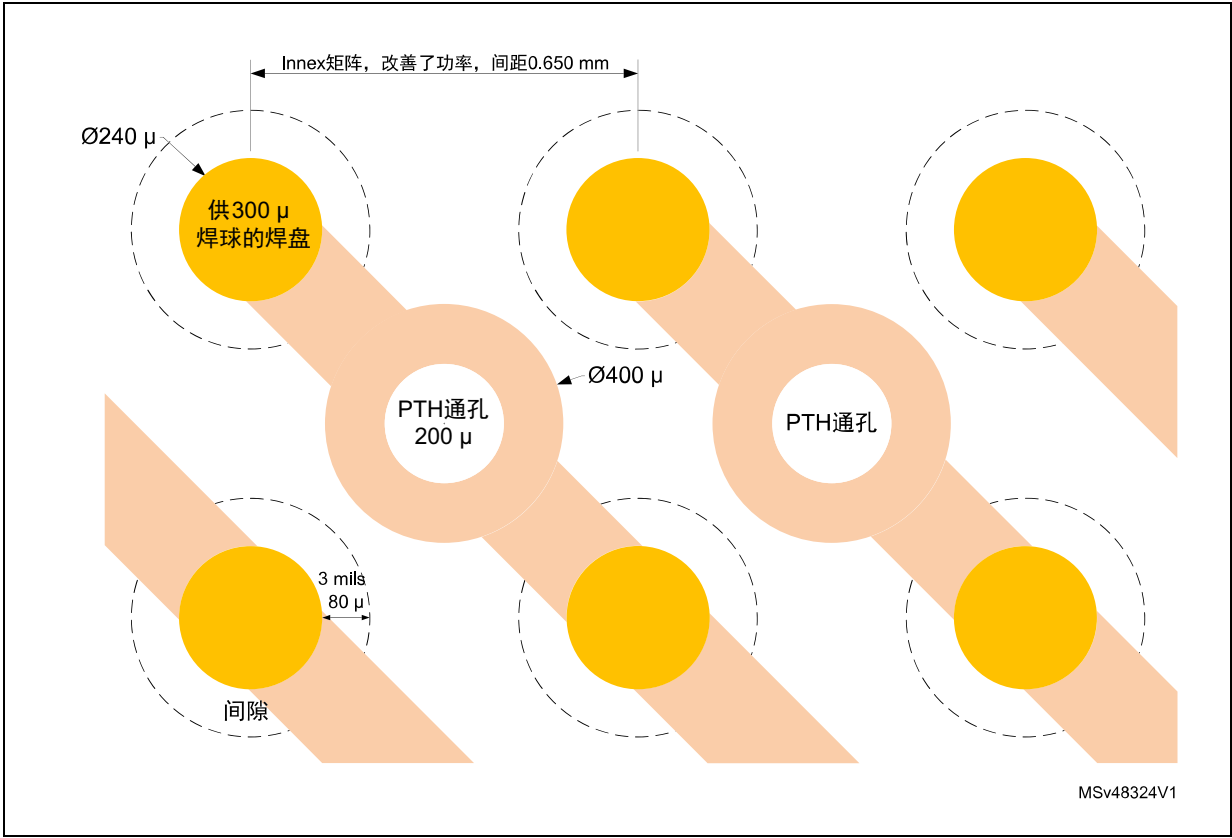 Innex矩阵，改善了功率，间距0.650 mm
Ø240 µ
供300 µ
焊球的焊盘
Ø400 µ
PTH通孔
200 µ
PTH通孔
3 mils
80 µ
间隙
MSv48324V1